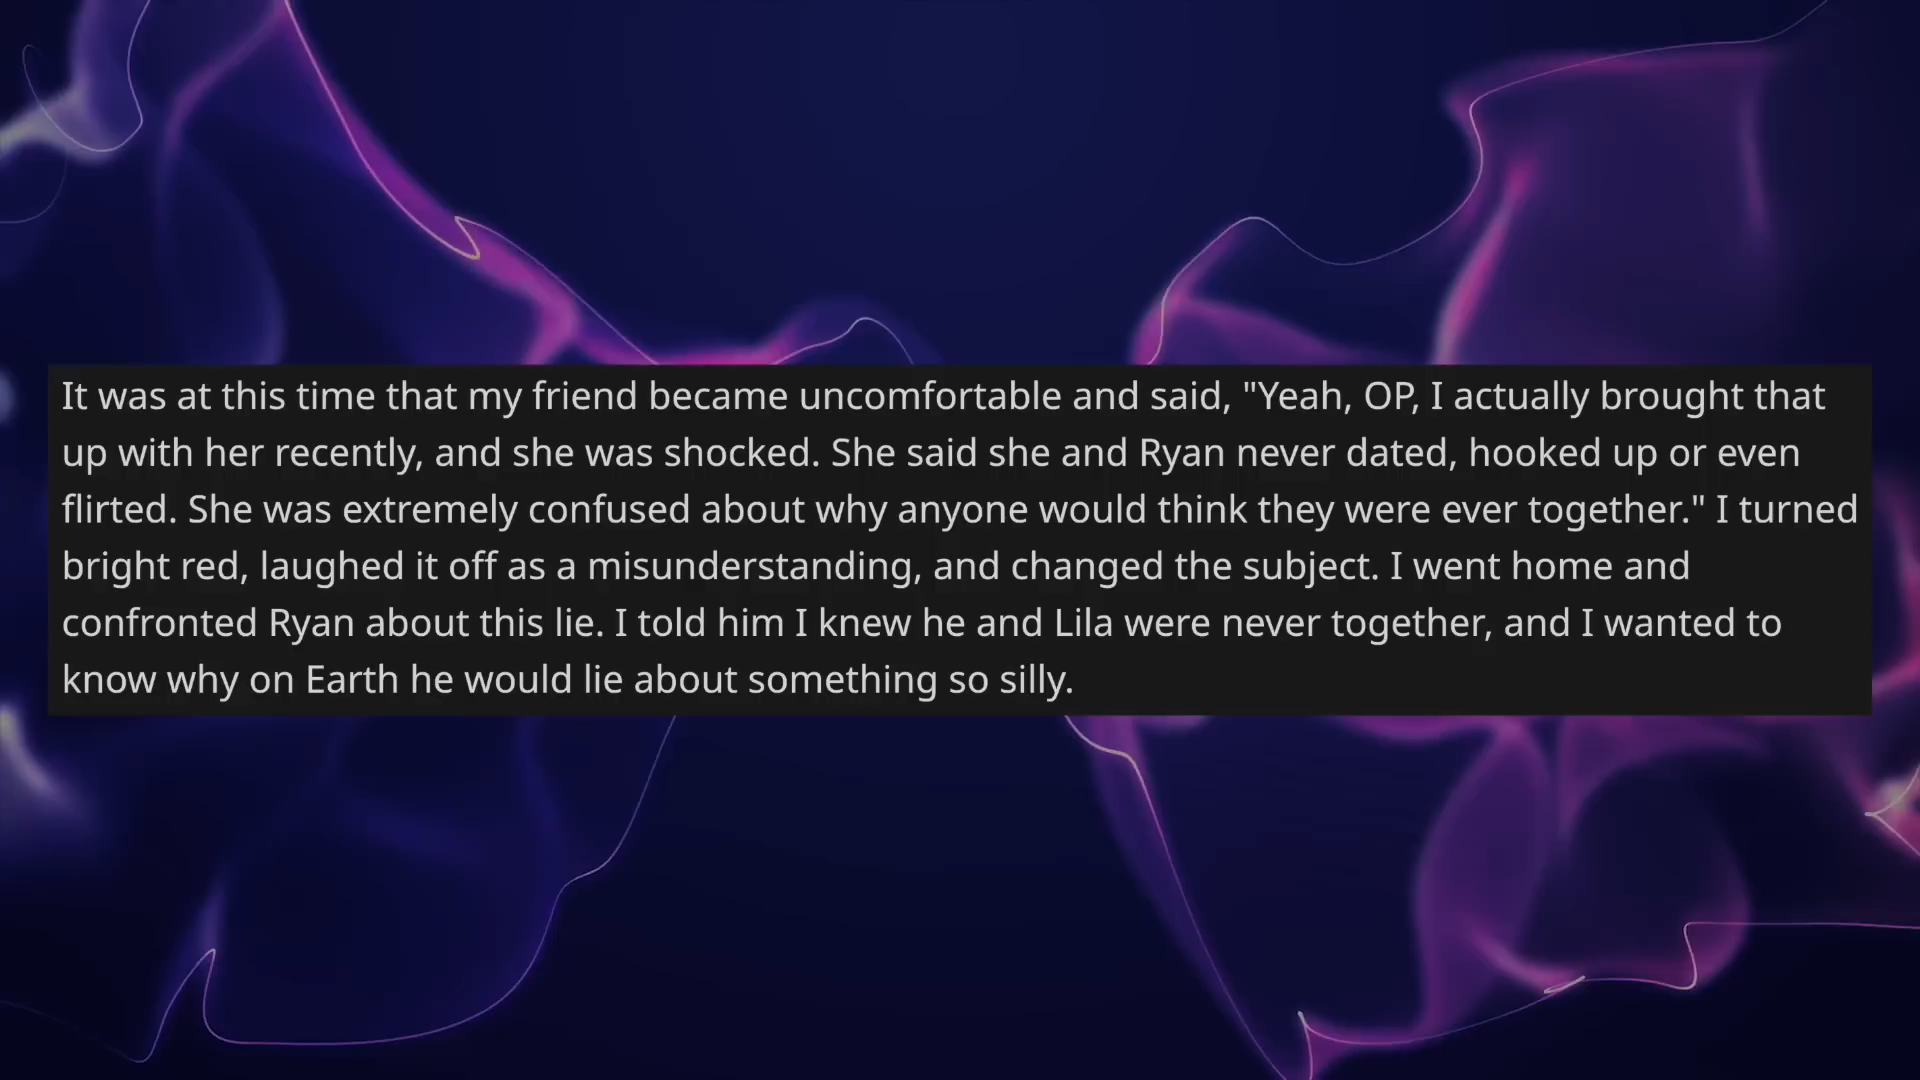 It was at this time that my friend became uncomfortable and said, "Yeah, OP, I actually brought that
up with her recently, and she was shocked. She said she and Ryan never dated, hooked up or even
flirted. She was extremely confused about why anyone would think they were ever together." I turned
bright red, laughed it off as a misunderstanding, and changed the subject. I went home and
confronted Ryan about this lie. I told him I knew he and Lila were never together, and I wanted to
know why on Earth he would lie about something so silly.